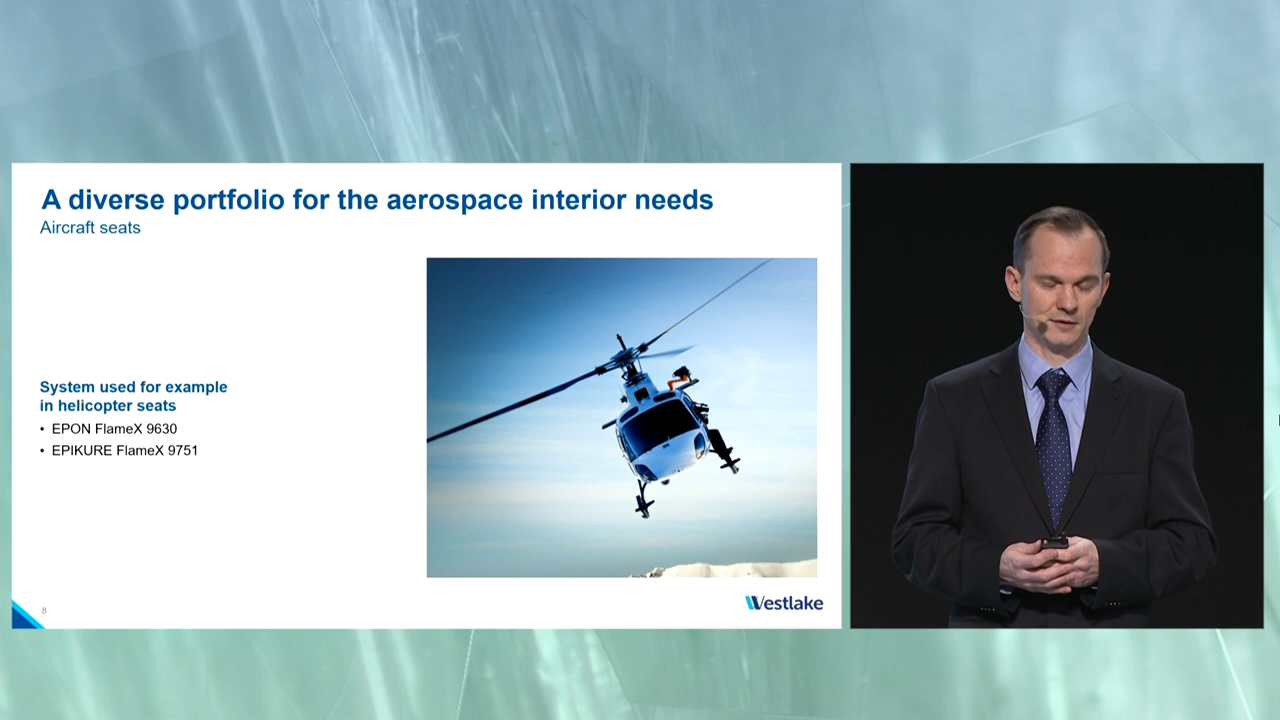 A diverse portfolio for the aerospace interior needs
Aircraft seats
System used for example
in helicopter seats
• EPON FlameX 9630
• EPIKURE FlameX 9751
8
Westlake